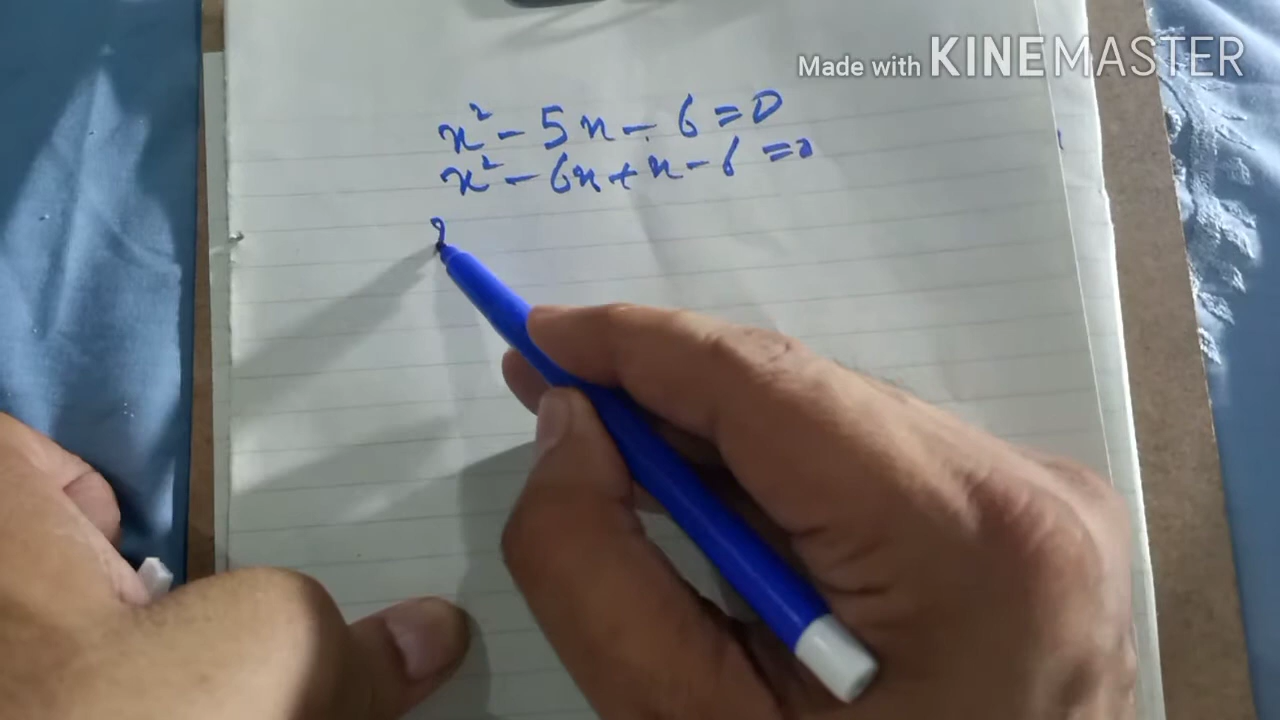 Made with KINEMASTER
x² - 5x - 6 = 0
x² - 6x + x - 6 = 0